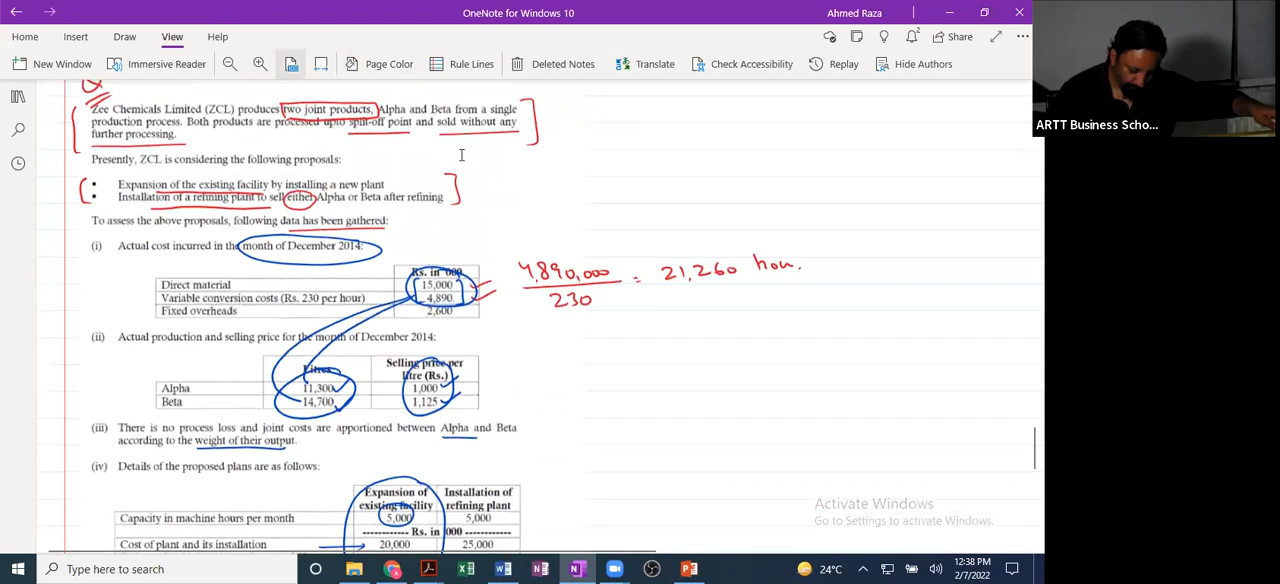 OneNote for Windows 10
Ahmed Raza
Home Insert Draw View Help
Share
New Window Immersive Reader Page Color Rule Lines Deleted Notes Translate Check Accessibility Replay Hide Authors
ARTT Business Scho...
Q
Zee Chemicals Limited (ZCL) produces two joint products, Alpha and Beta from a single
production process. Both products are processed upto split-off point and sold without any
further processing.
Presently, ZCL is considering the following proposals:
• Expansion of the existing facility by installing a new plant
• Installation of a refining plant to sell either Alpha or Beta after refining
To assess the above proposals, following data has been gathered:
(i) Actual cost incurred in the month of December 2014:
Rs. in '000
Direct material 15,000
Variable conversion costs (Rs. 230 per hour) 4,890
Fixed overheads 2,600
4,890,000 / 230 = 21,260 hou.
(ii) Actual production and selling price for the month of December 2014:
Litres Selling price per
litre (Rs.)
Alpha 11,300 1,000
Beta 14,700 1,125
(iii) There is no process loss and joint costs are apportioned between Alpha and Beta
according to the weight of their output.
(iv) Details of the proposed plans are as follows:
Expansion of Installation of
existing facility refining plant
Capacity in machine hours per month 5,000 5,000
----------- Rs. in '000 -----------
Cost of plant and its installation 20,000 25,000
Activate Windows
Go to Settings to activate Windows.
Type here to search
24°C
12:38 PM
2/7/2022